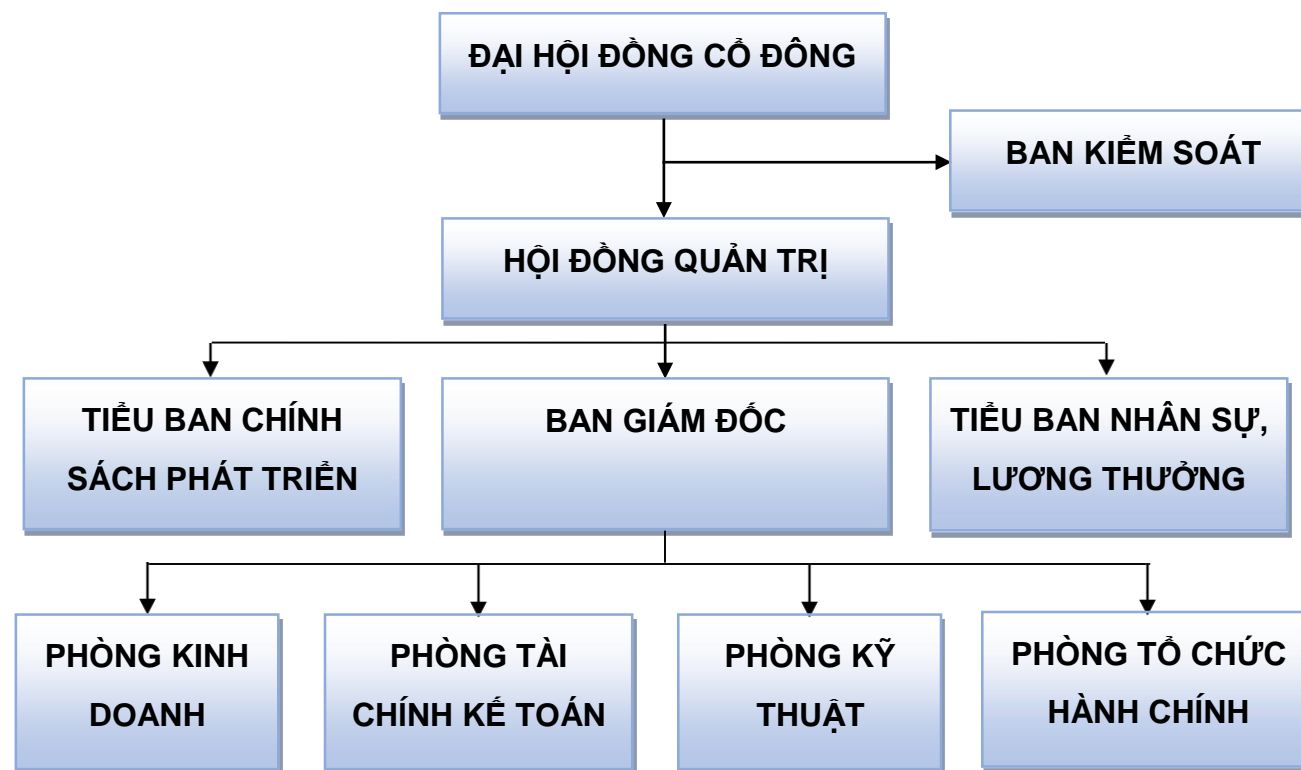 ĐẠI HỘI ĐỒNG CỔ ĐÔNG
BAN KIỂM SOÁT
HỘI ĐỒNG QUẢN TRỊ
TIỂU BAN CHÍNH
SÁCH PHÁT TRIỂN
BAN GIÁM ĐỐC
TIỂU BAN NHÂN SỰ,
LƯƠNG THƯỞNG
PHÒNG KINH
DOANH
PHÒNG TÀI
CHÍNH KẾ TOÁN
PHÒNG KỸ
THUẬT
PHÒNG TỔ CHỨC
HÀNH CHÍNH